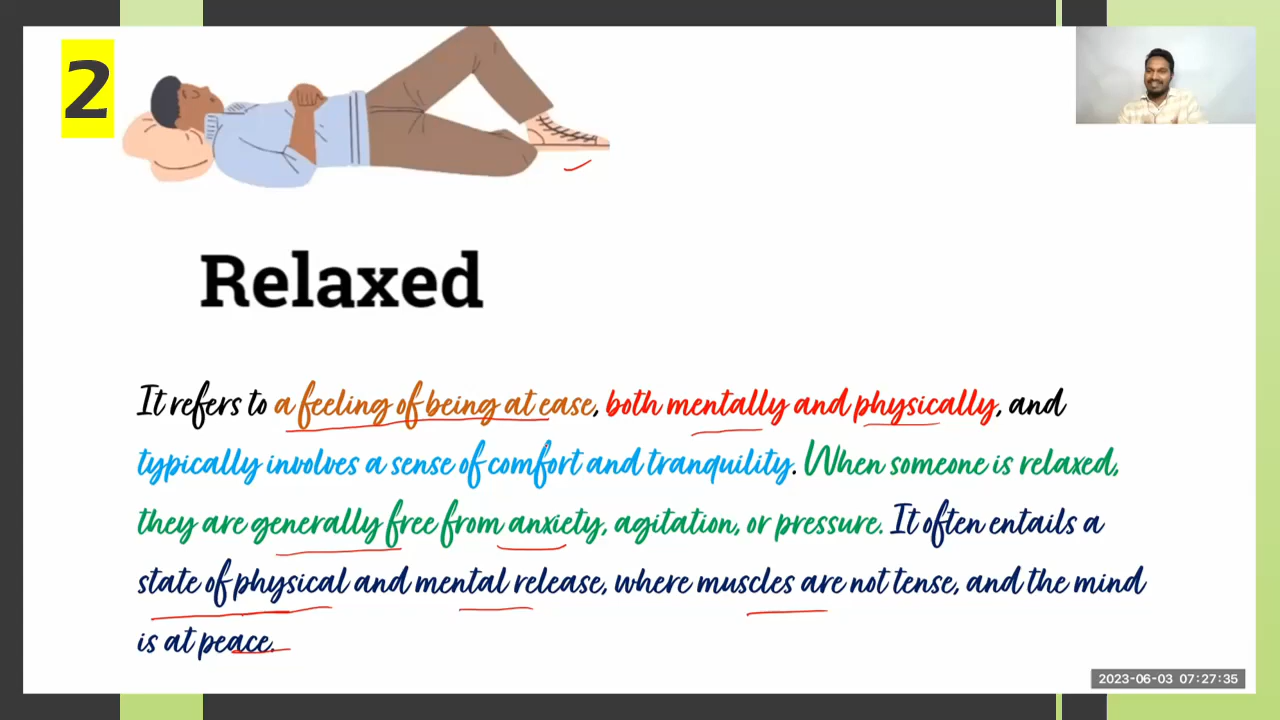 2
Relaxed
It refers to a feeling of being at ease, both mentally and physically, and
typically involves a sense of comfort and tranquility. When someone is relaxed,
they are generally free from anxiety, agitation, or pressure. It often entails a
state of physical and mental release, where muscles are not tense, and the mind
is at peace.
2023-06-03 07:27:35